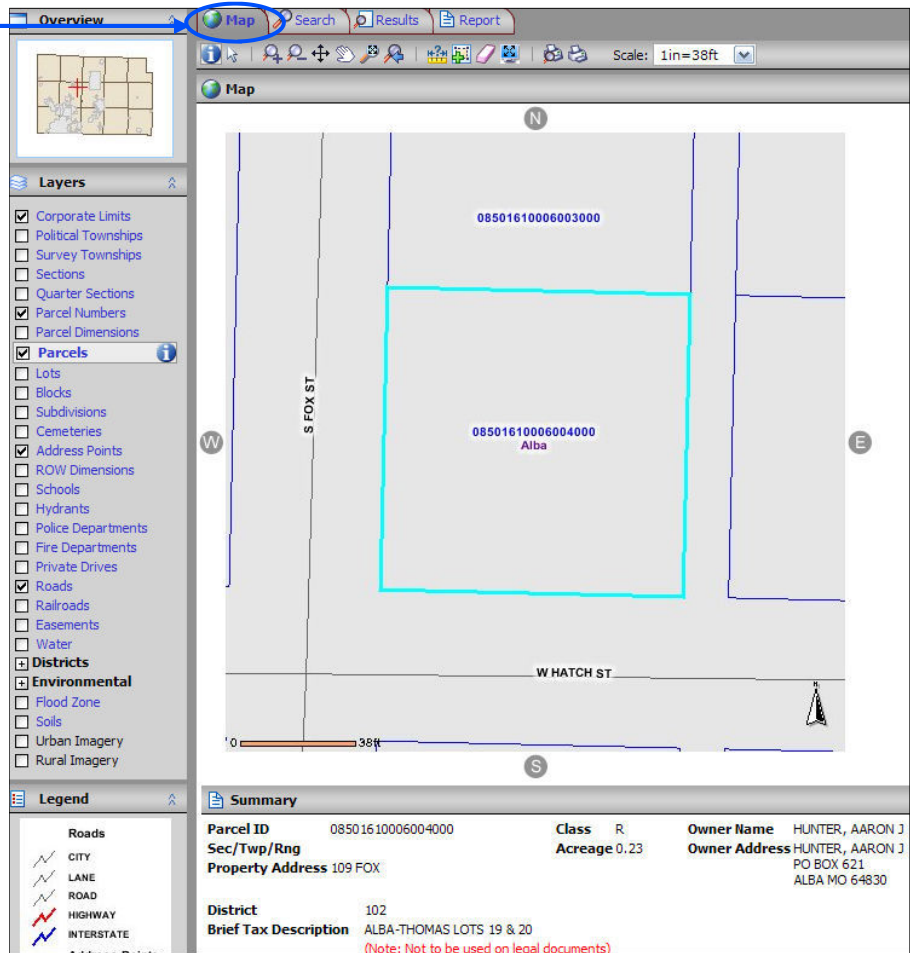 Overview
Layers
Corporate Limits
Political Townships
Survey Townships
Sections
Quarter Sections
Parcel Numbers
Parcel Dimensions
Parcels
Lots
Blocks
Subdivisions
Cemeteries
Address Points
ROW Dimensions
Schools
Hydrants
Police Departments
Fire Departments
Private Drives
Roads
Railroads
Easements
Water
Districts
Environmental
Flood Zone
Soils
Urban Imagery
Rural Imagery
Legend
Roads
CITY
LANE
ROAD
HIGHWAY
INTERSTATE
Address Points
Map Search Results Report
Scale: 1in=38ft
Map
N
08501610006003000
S FOX ST
W
08501610006004000
Alba
E
W HATCH ST
N
0 38ft
S
Summary
Parcel ID 08501610006004000 Class R Owner Name HUNTER, AARON J
Sec/Twp/Rng Acreage 0.23 Owner Address HUNTER, AARON J
Property Address 109 FOX PO BOX 621
ALBA MO 64830
District 102
Brief Tax Description ALBA-THOMAS LOTS 19 & 20
(Note: Not to be used on legal documents)